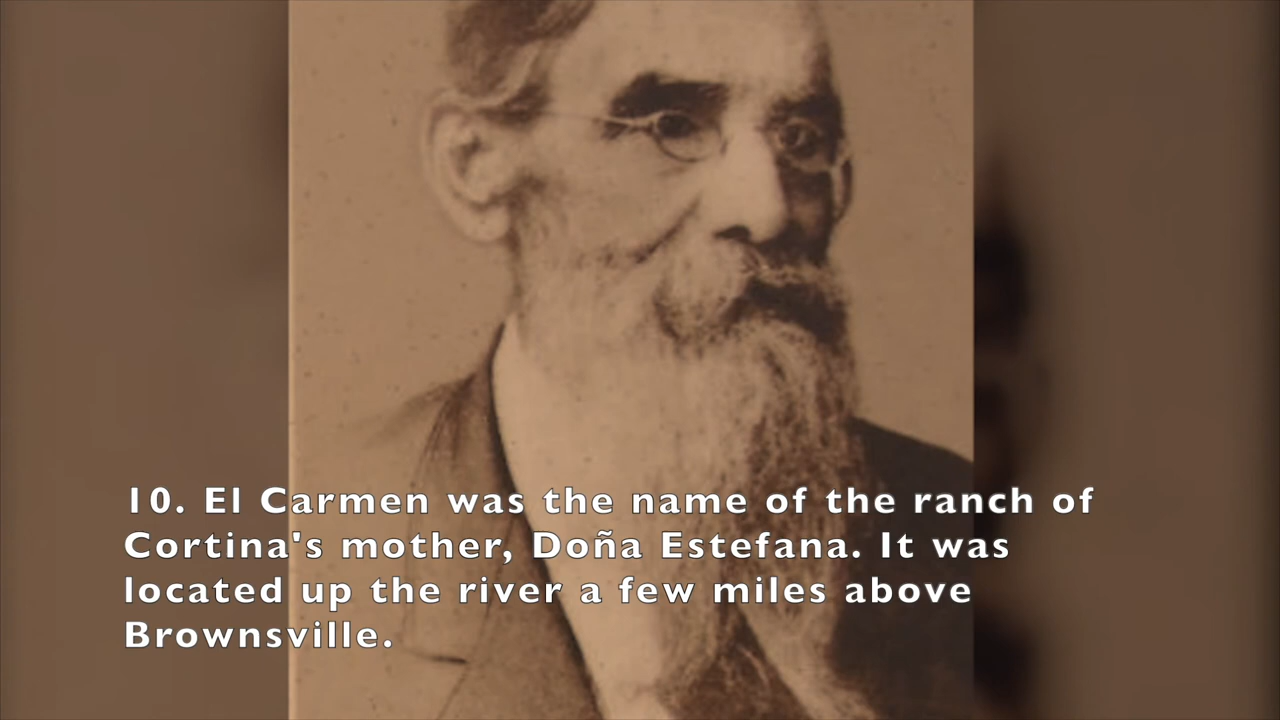 10. El Carmen was the name of the ranch of
Cortina's mother, Doña Estefana. It was
located up the river a few miles above
Brownsville.